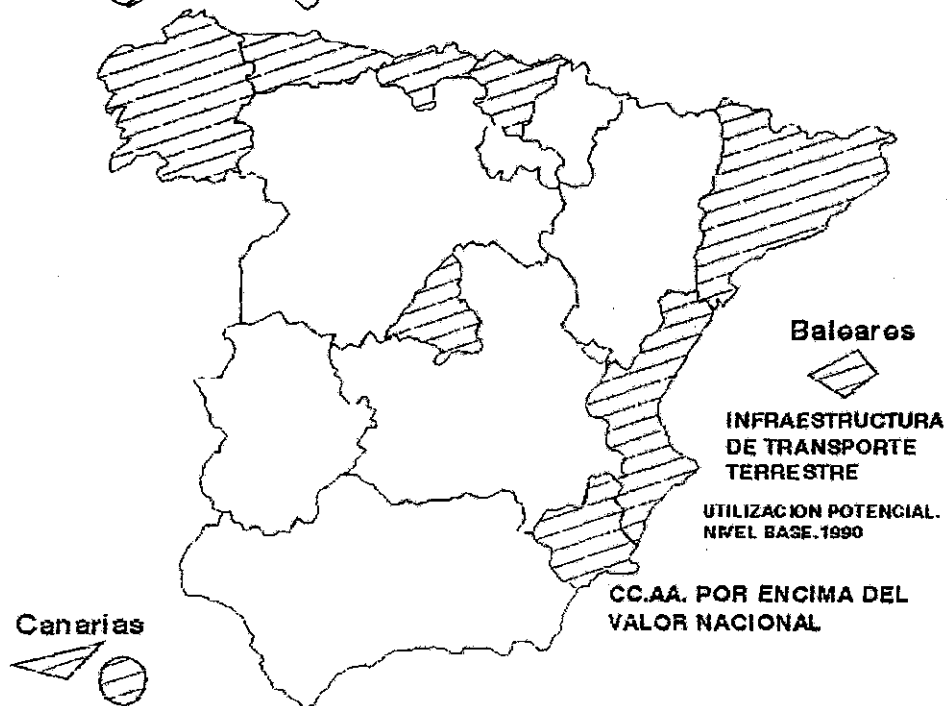 Baleares
INFRAESTRUCTURA
DE TRANSPORTE
TERRESTRE
UTILIZACION POTENCIAL.
NIVEL BASE.1990
CC.AA. POR ENCIMA DEL
VALOR NACIONAL
Canarias